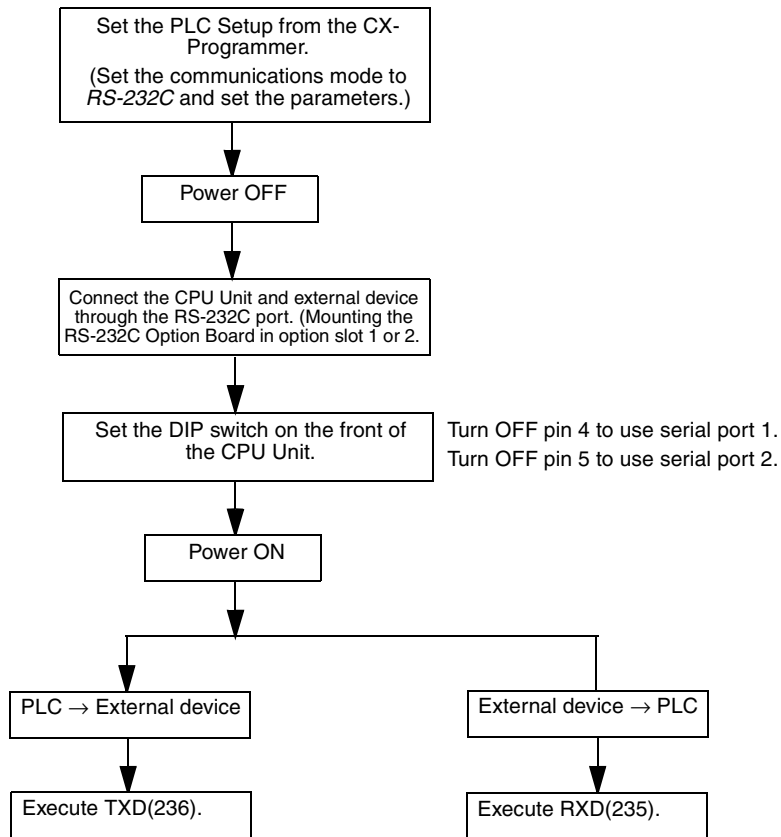 Set the PLC Setup from the CX-
Programmer.
(Set the communications mode to
RS-232C and set the parameters.)
Power OFF
Connect the CPU Unit and external device
through the RS-232C port. (Mounting the
RS-232C Option Board in option slot 1 or 2.
Set the DIP switch on the front of
the CPU Unit.
Turn OFF pin 4 to use serial port 1.
Turn OFF pin 5 to use serial port 2.
Power ON
PLC → External device
External device → PLC
Execute TXD(236).
Execute RXD(235).